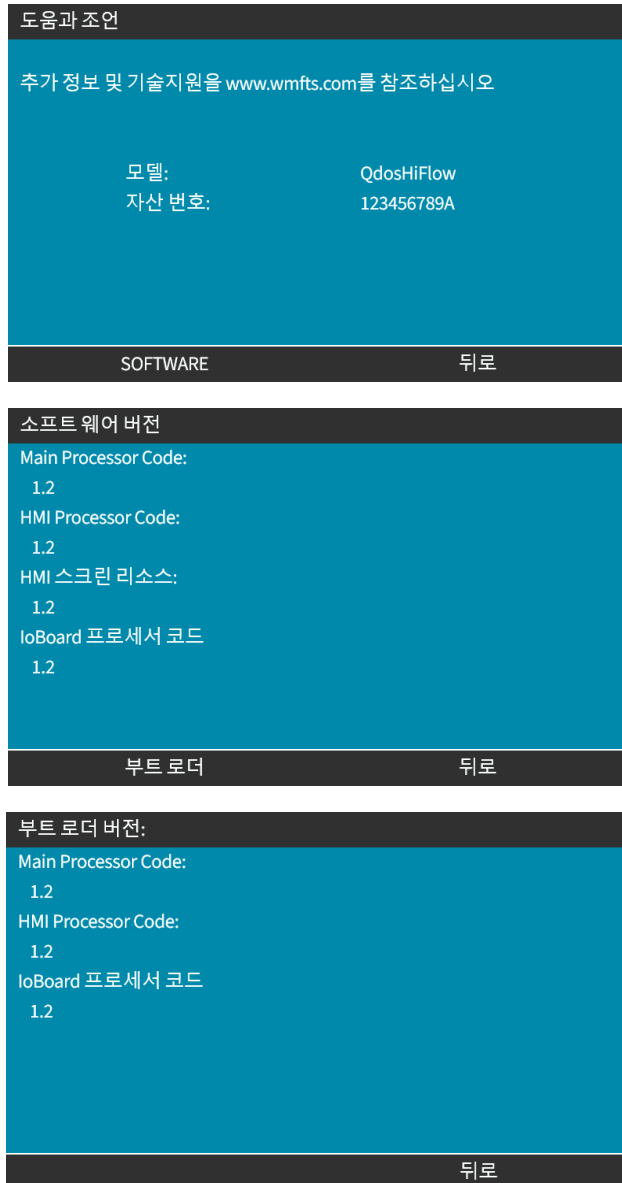 도움과 조언
추가 정보 및 기술지원을 www.wmfts.com를 참조하십시오
모델: QdosHiFlow
자산 번호: 123456789A
SOFTWARE 뒤로
소프트 웨어 버전
Main Processor Code:
1.2
HMI Processor Code:
1.2
HMI 스크린 리소스:
1.2
IoBoard 프로세서 코드
1.2
부트 로더 뒤로
부트 로더 버전:
Main Processor Code:
1.2
HMI Processor Code:
1.2
IoBoard 프로세서 코드
1.2
뒤로